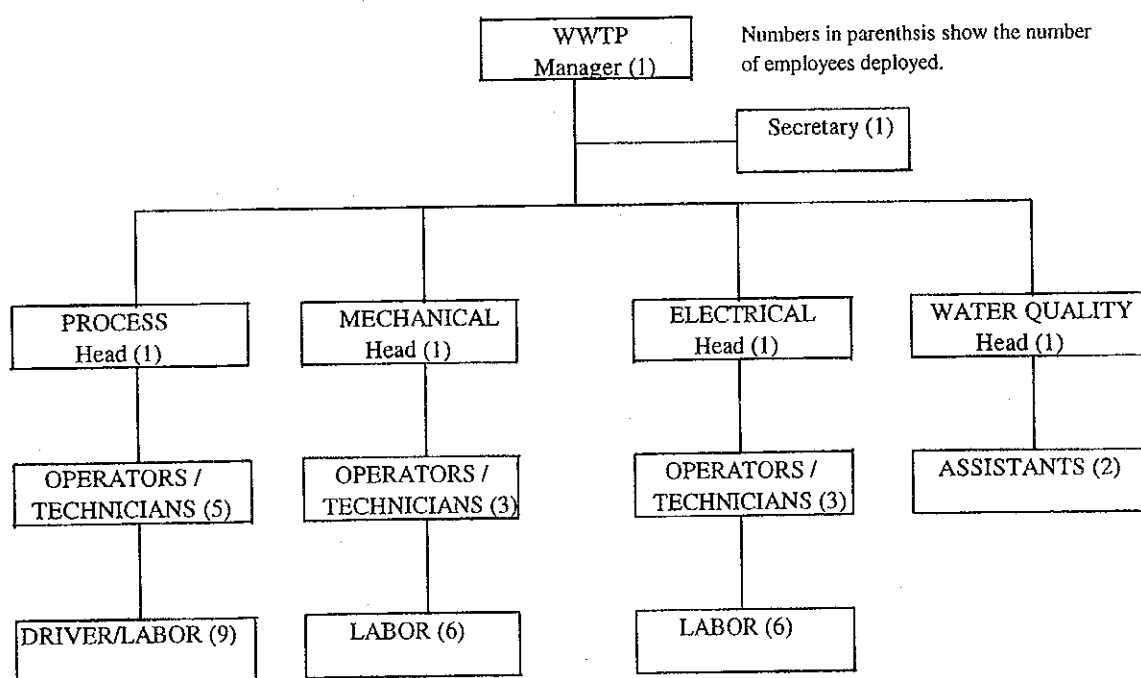 WWTP
Manager (1)
Numbers in parenthsis show the number
of employees deployed.
Secretary (1)
PROCESS
Head (1)
MECHANICAL
Head (1)
ELECTRICAL
Head (1)
WATER QUALITY
Head (1)
OPERATORS /
TECHNICIANS (5)
OPERATORS /
TECHNICIANS (3)
OPERATORS /
TECHNICIANS (3)
ASSISTANTS (2)
DRIVER/LABOR (9)
LABOR (6)
LABOR (6)